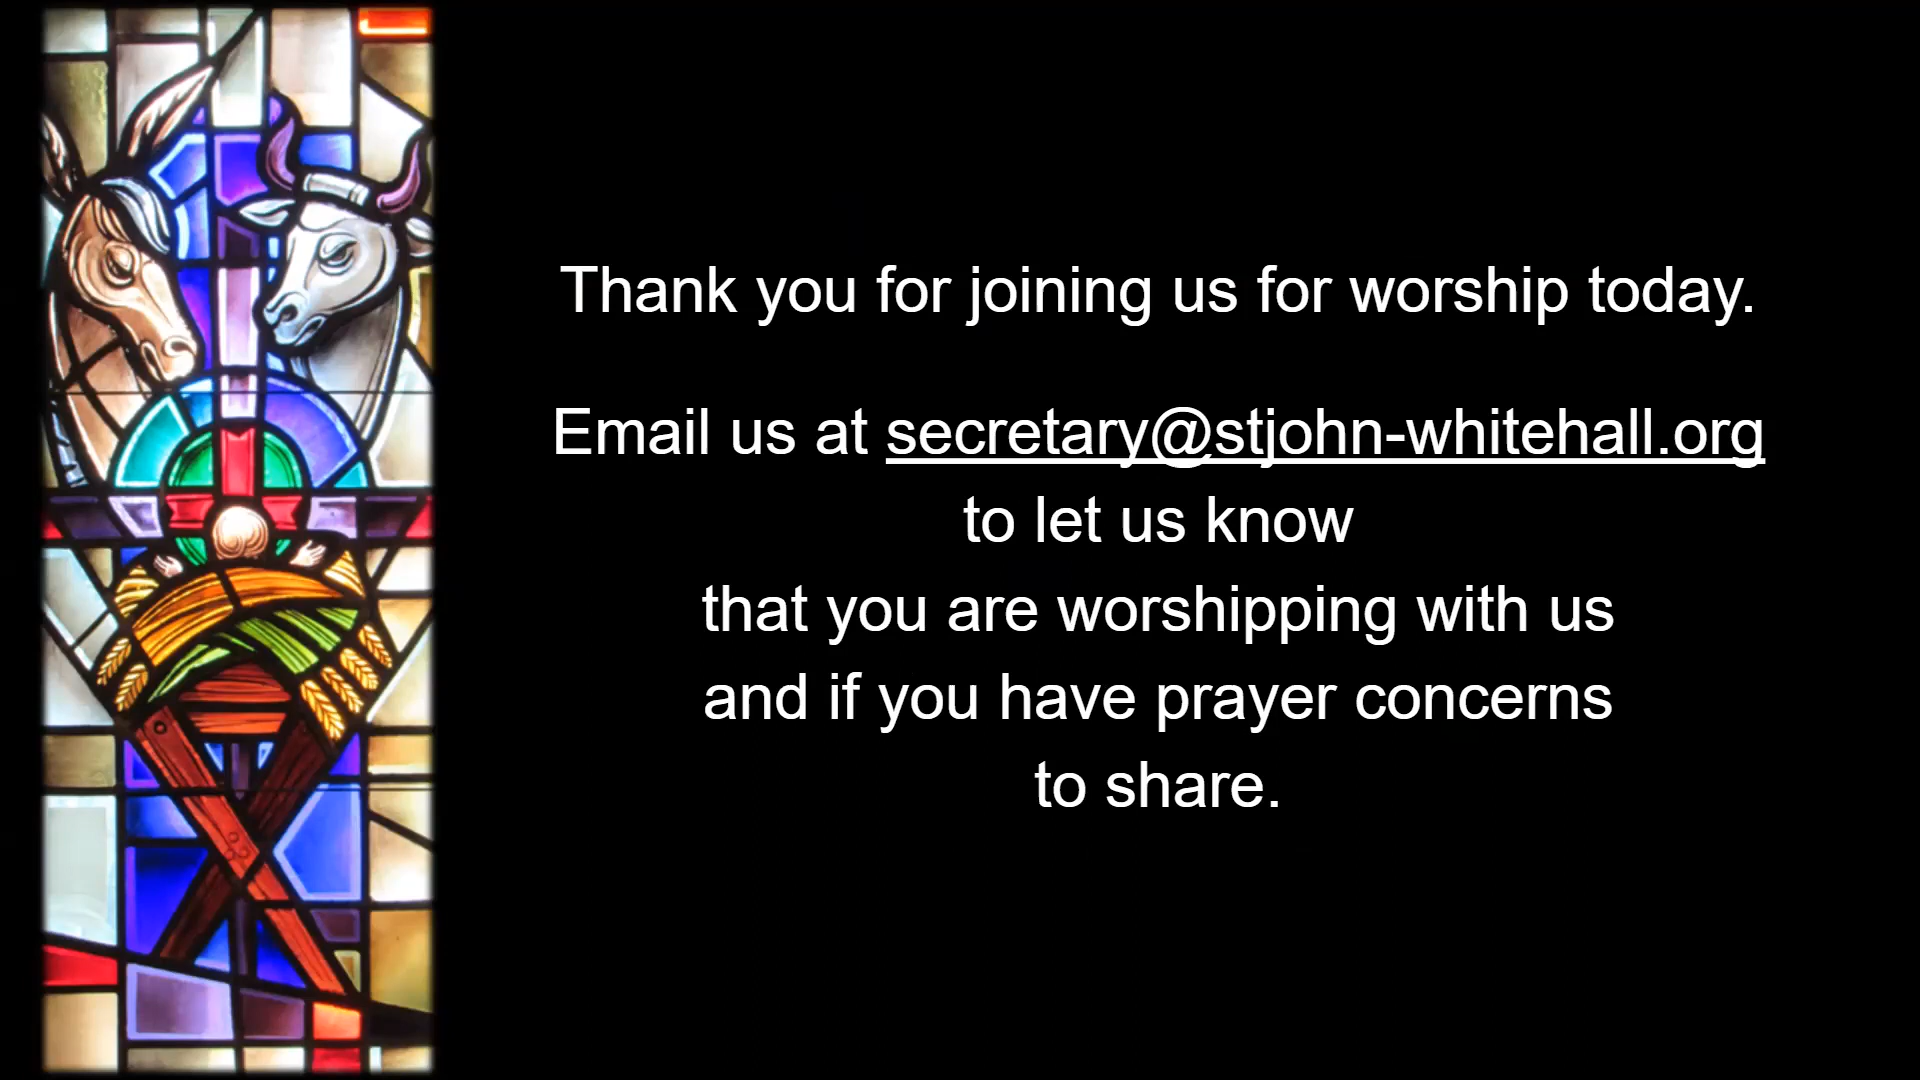 Thank you for joining us for worship today.
Email us at secretary@stjohn-whitehall.org
to let us know
that you are worshipping with us
and if you have prayer concerns
to share.